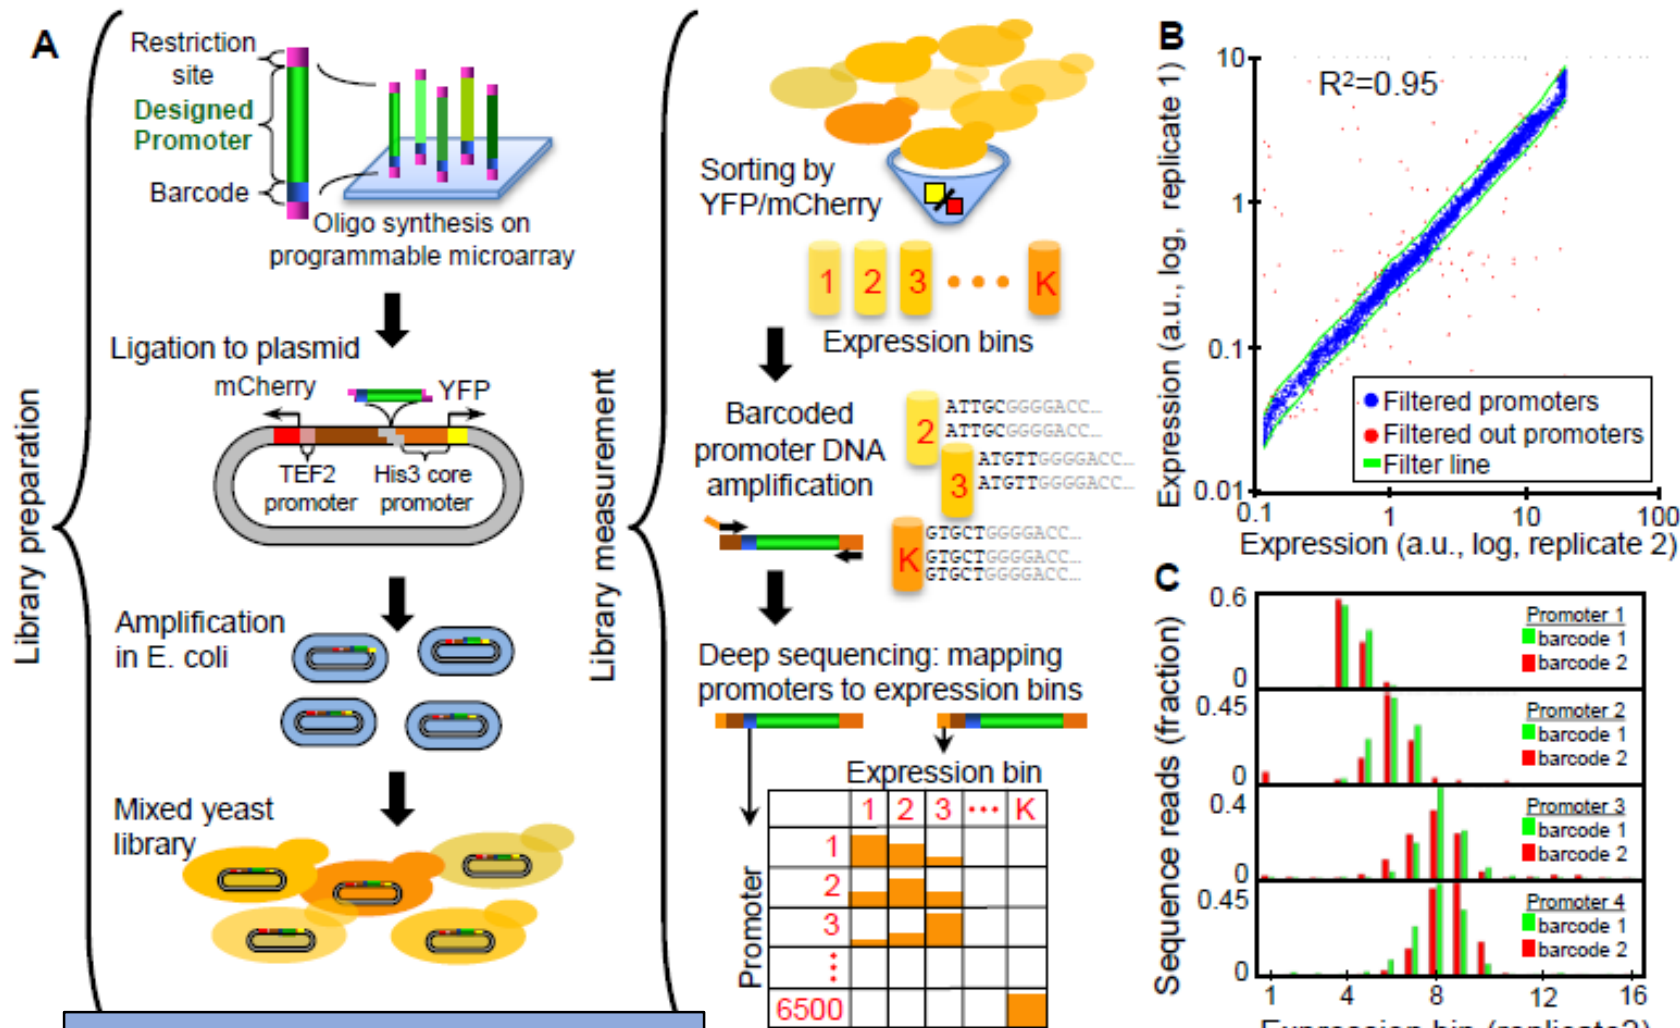 A
Restriction
site
Designed
Promoter
Barcode
Oligo synthesis on
programmable microarray
Ligation to plasmid
mCherry
YFP
TEF2
promoter
His3 core
promoter
Library preparation
Amplification
in E. coli
Mixed yeast
library
Library measurement
Sorting by
YFP/mCherry
1 2 3 K
Expression bins
Barcoded
promoter DNA
amplification
2
ATTGCGGGGACC...
ATTGCGGGGACC...
3
ATGTTGGGGACC...
ATGTTGGGGACC...
K
GTGCTGGGGACC...
GTGCTGGGGACC...
GTGCTGGGGACC...
Deep sequencing: mapping
promoters to expression bins
Expression bin
1 2 3 ... K
Promoter
1
2
3
6500
B
R²=0.95
Expression (a.u., log, replicate 1)
10
1
0.1
0.01
Filtered promoters
Filtered out promoters
Filter line
0.1 1 10 100
Expression (a.u., log, replicate 2)
C
Sequence reads (fraction)
0.6
0
Promoter 1
barcode 1
barcode 2
0.45
0
Promoter 2
barcode 1
barcode 2
0.4
0
Promoter 3
barcode 1
barcode 2
0.45
0
Promoter 4
barcode 1
barcode 2
1 4 8 12 16
Expression bin (replicate2)